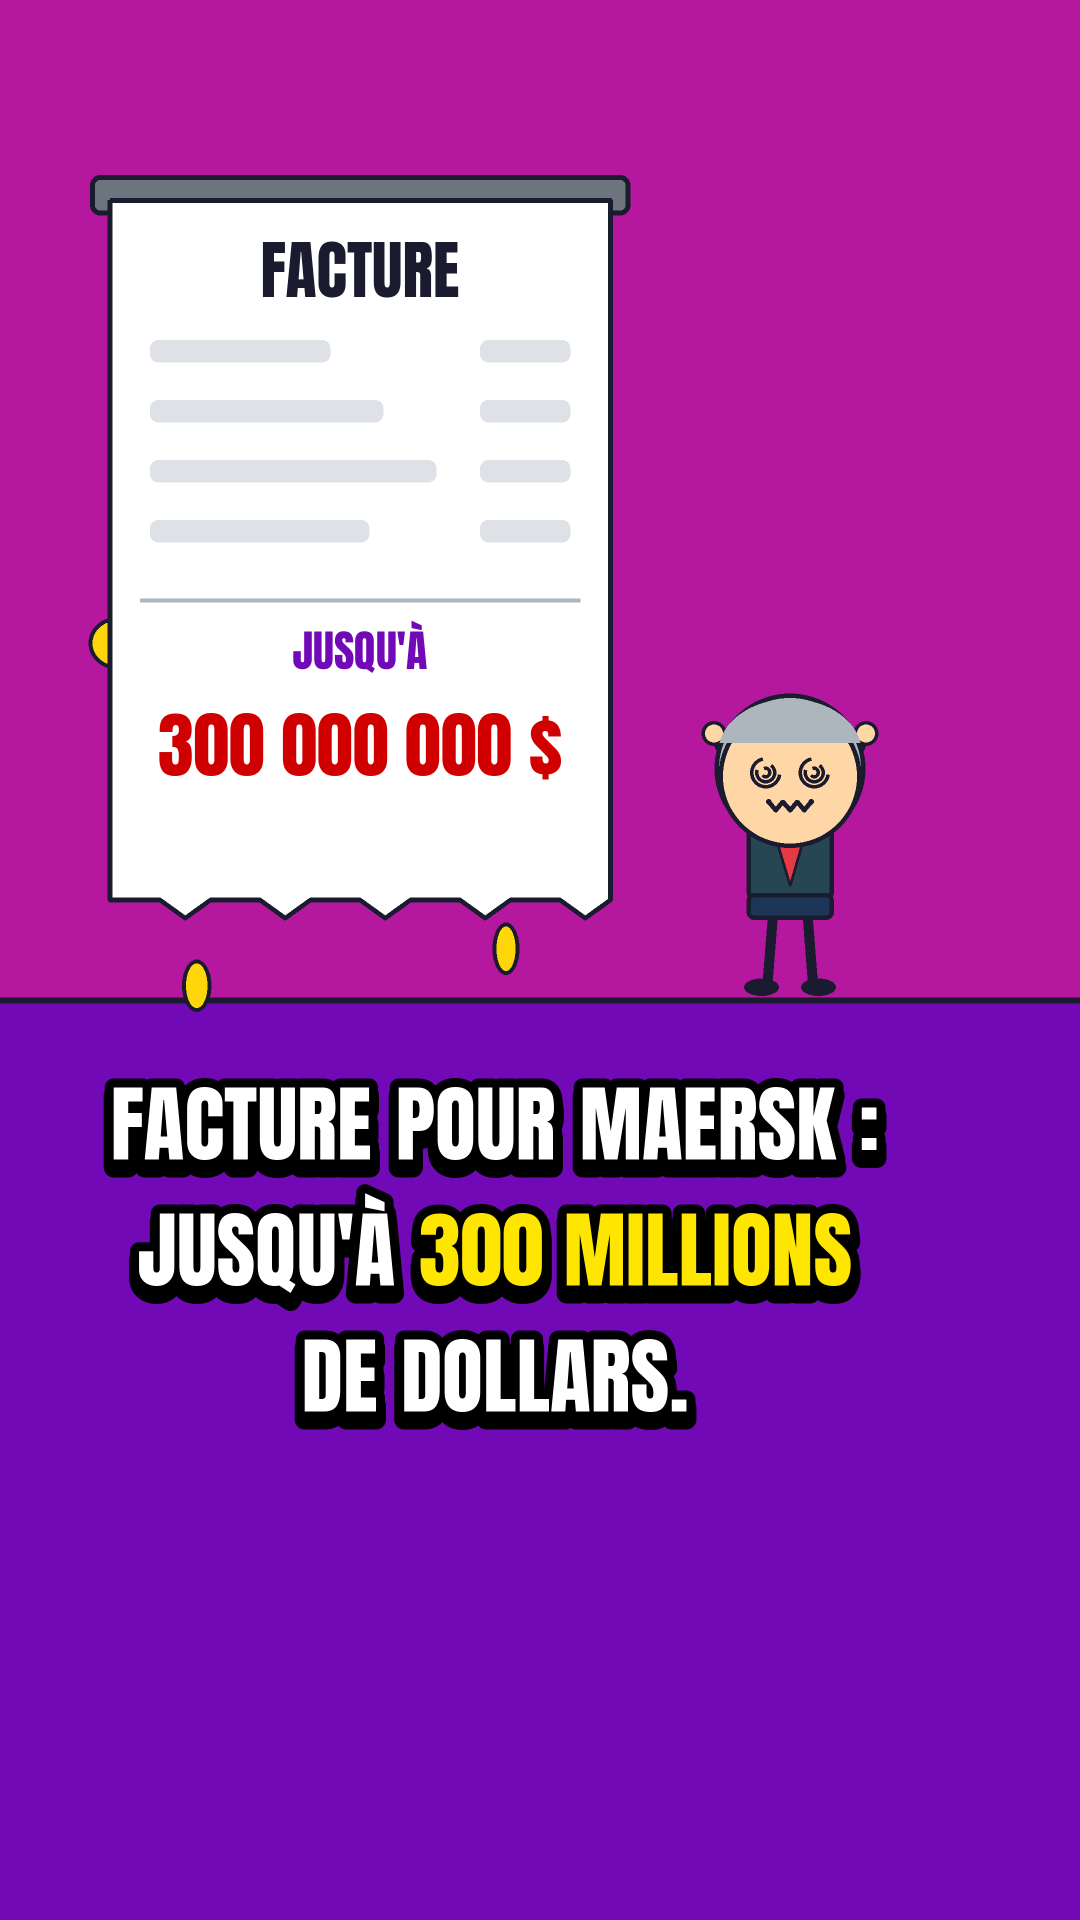 FACTURE
JUSQU'À
300 000 000 $
FACTURE POUR MAERSK :
JUSQU'À 300 MILLIONS
DE DOLLARS.